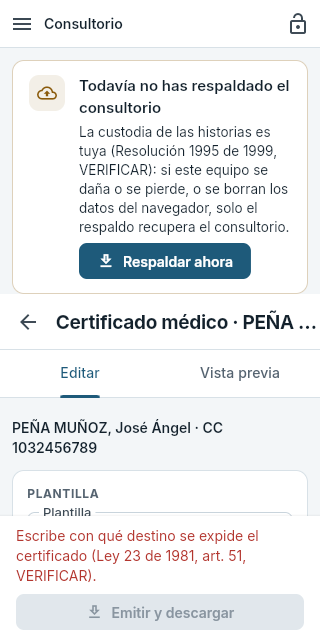 Consultorio
Todavía no has respaldado el
consultorio
La custodia de las historias es
tuya (Resolución 1995 de 1999,
VERIFICAR): si este equipo se
daña o se pierde, o se borran los
datos del navegador, solo el
respaldo recupera el consultorio.
Respaldar ahora
Certificado médico · PEÑA ...
Editar
Vista previa
PEÑA MUÑOZ, José Ángel · CC
1032456789
PLANTILLA
Plantilla
Escribe con qué destino se expide el
certificado (Ley 23 de 1981, art. 51,
VERIFICAR).
Emitir y descargar